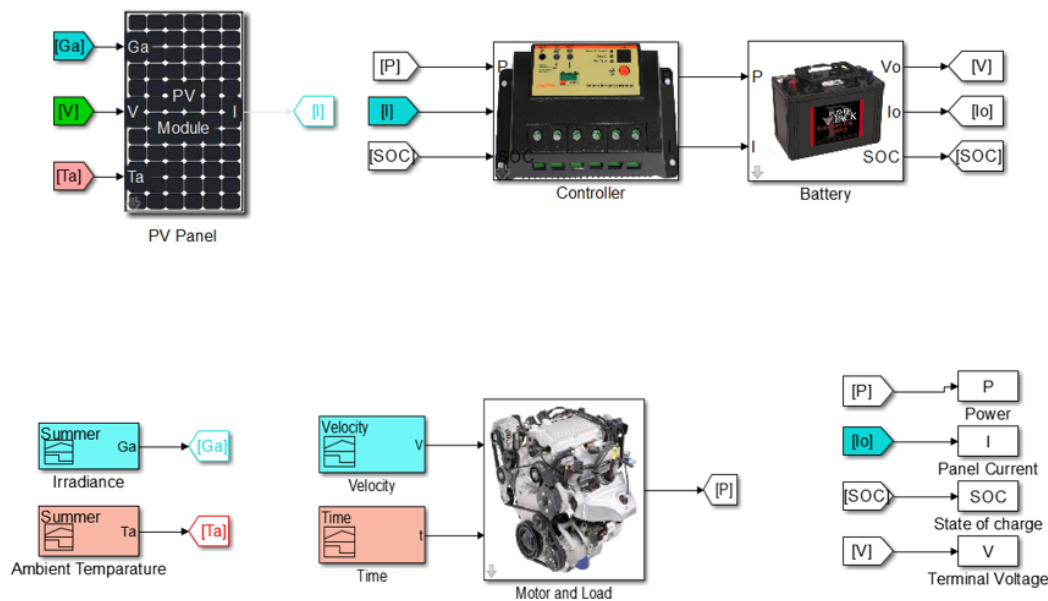 [Ga]
Ga
[V]
V
PV
Module
I
[I]
[Ta]
Ta
PV Panel
[P]
P
[I]
[SOC]
SOC
Controller
P
I
Battery
Vo
[V]
Io
[Io]
SOC
[SOC]
Summer
Ga
[Ga]
Irradiance
Summer
Ta
[Ta]
Ambient Temparature
Velocity
V
Velocity
Time
t
Time
Motor and Load
[P]
[P]
P
Power
[Io]
I
Panel Current
[SOC]
SOC
State of charge
[V]
V
Terminal Voltage